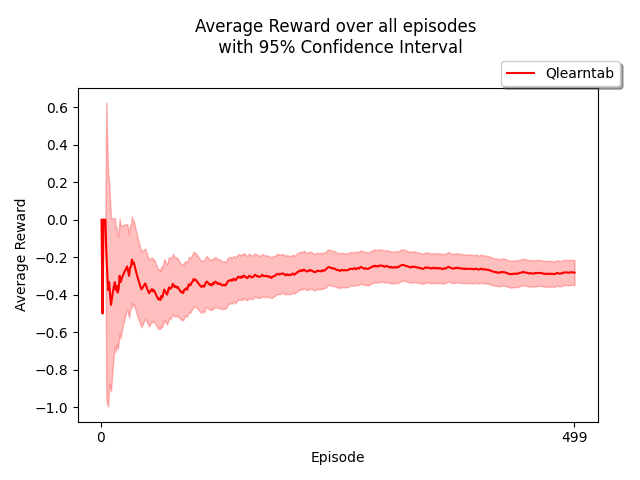 Average Reward over all episodes
with 95% Confidence Interval
Qlearntab
0.6
0.4
0.2
0.0
−0.2
−0.4
−0.6
−0.8
−1.0
Average Reward
0
499
Episode